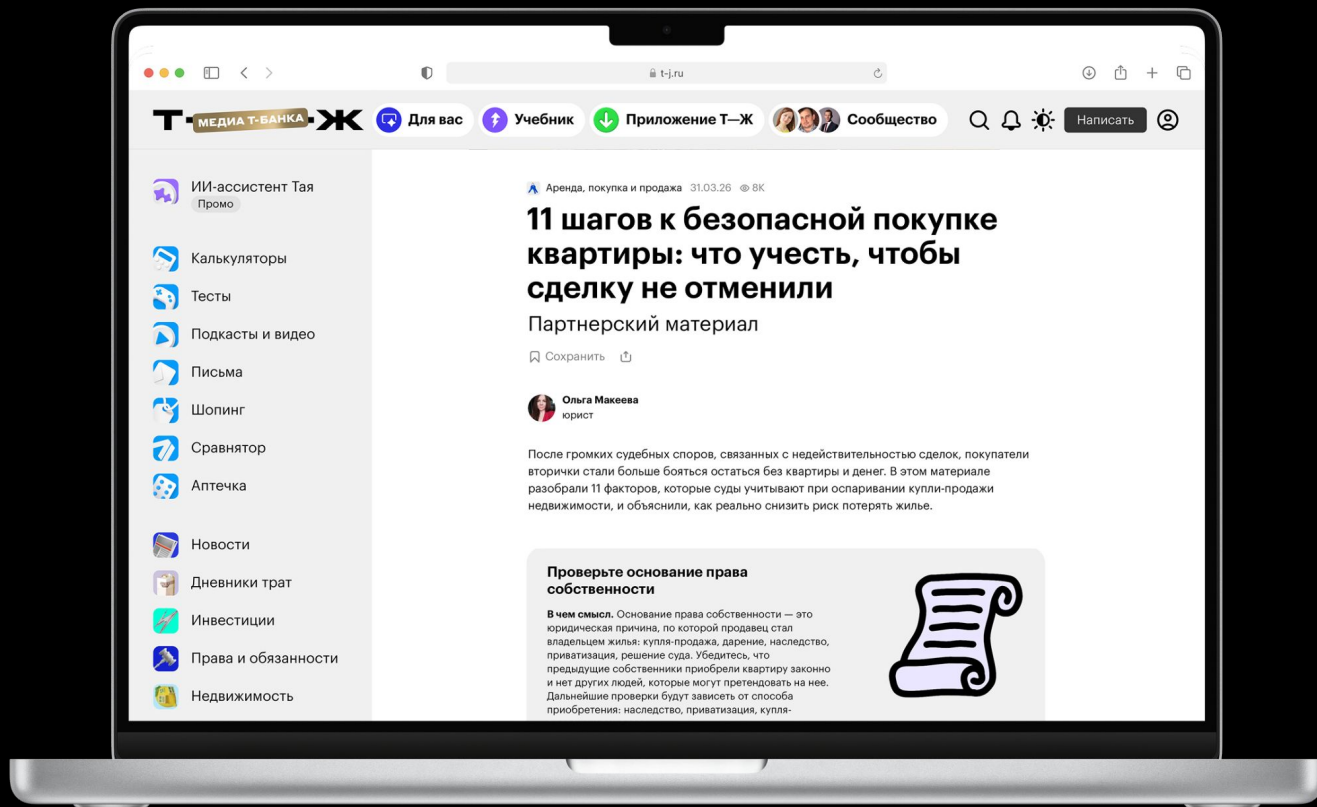 t-j.ru
Т—Ж
МЕДИА Т-БАНКА
Для вас
Учебник
Приложение Т—Ж
Сообщество
Написать
ИИ-ассистент Тая
Промо
Калькуляторы
Тесты
Подкасты и видео
Письма
Шопинг
Сравнятор
Аптечка
Новости
Дневники трат
Инвестиции
Права и обязанности
Недвижимость
Аренда, покупка и продажа 31.03.26 8K
11 шагов к безопасной покупке
квартиры: что учесть, чтобы
сделку не отменили
Партнерский материал
Сохранить
Ольга Макеева
юрист
После громких судебных споров, связанных с недействительностью сделок, покупатели
вторички стали больше бояться остаться без квартиры и денег. В этом материале
разобрали 11 факторов, которые суды учитывают при оспаривании купли-продажи
недвижимости, и объяснили, как реально снизить риск потерять жилье.
Проверьте основание права
собственности
В чем смысл. Основание права собственности — это
юридическая причина, по которой продавец стал
владельцем жилья: купля-продажа, дарение, наследство,
приватизация, решение суда. Убедитесь, что
предыдущие собственники приобрели квартиру законно
и нет других людей, которые могут претендовать на нее.
Дальнейшие проверки будут зависеть от способа
приобретения: наследство, приватизация, купля-